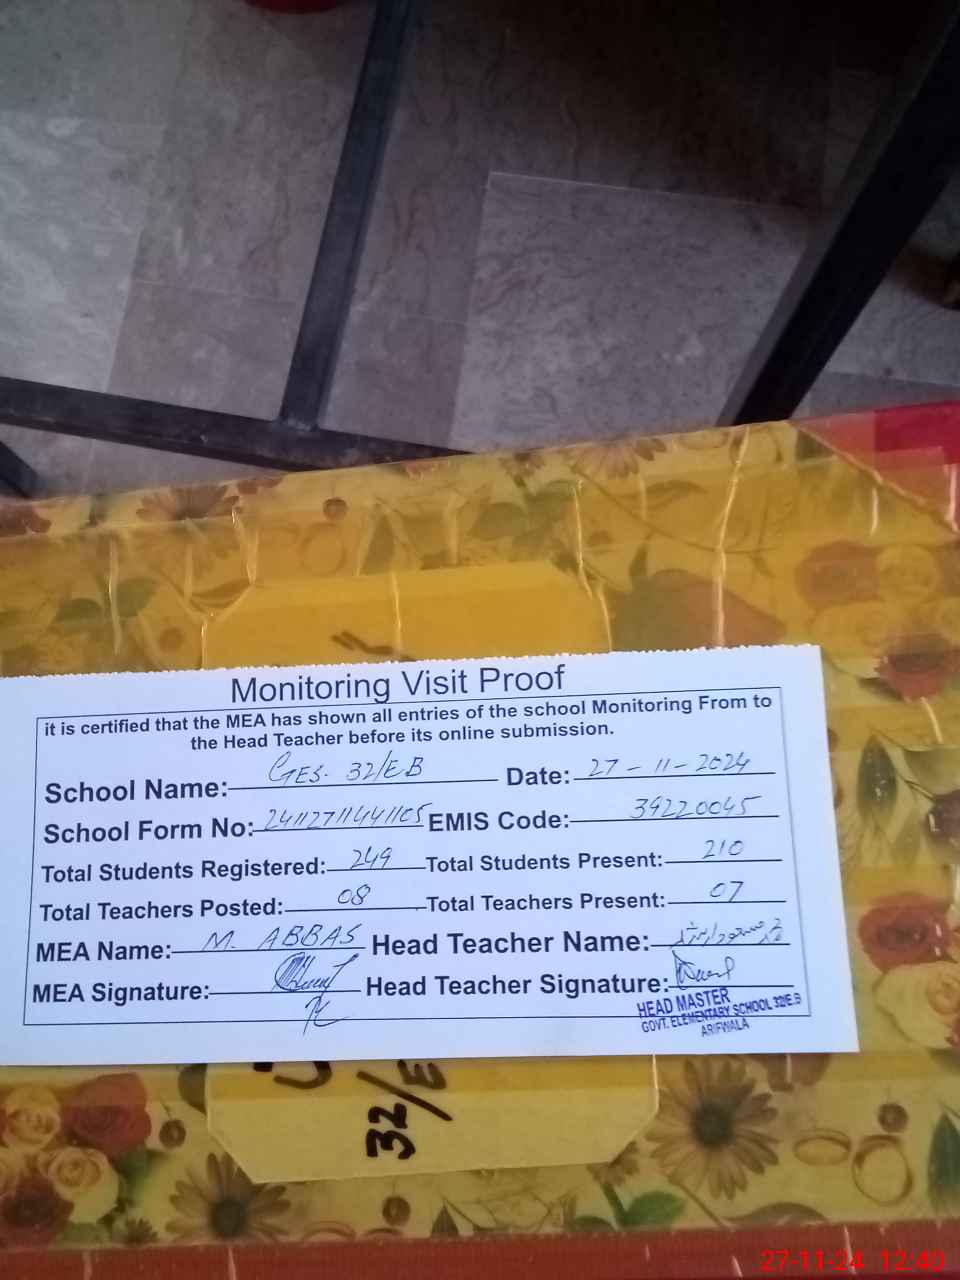 Monitoring Visit Proof
it is certified that the MEA has shown all entries of the school Monitoring From to
the Head Teacher before its online submission.
School Name: GES. 32/EB Date: 27-11-2024
School Form No: 24112711441105 EMIS Code: 39220045
Total Students Registered: 249 Total Students Present: 210
Total Teachers Posted: 08 Total Teachers Present: 07
MEA Name: M. ABBAS Head Teacher Name:
MEA Signature: Head Teacher Signature:
HEAD MASTER
GOVT. ELEMENTARY SCHOOL 32/E.B
ARIFWALA
32/E
27-11-24 12:40